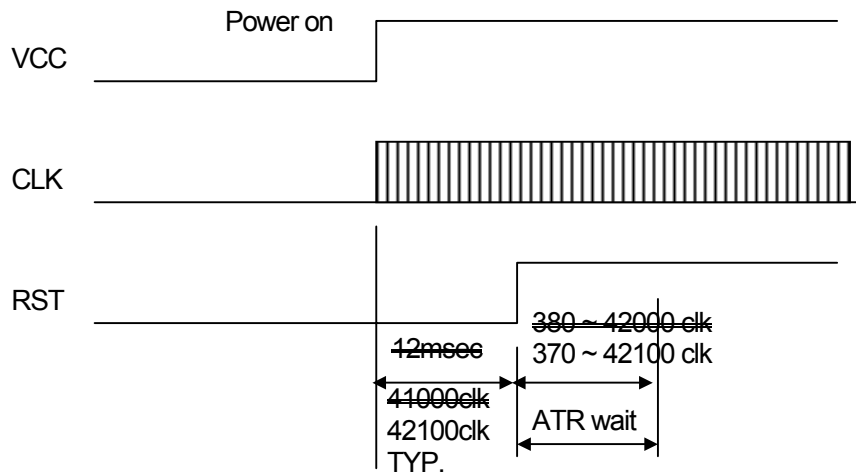 Power on
VCC
CLK
RST
12msec
41000clk
42100clk
TYP.
380 ~ 42000 clk
370 ~ 42100 clk
ATR wait